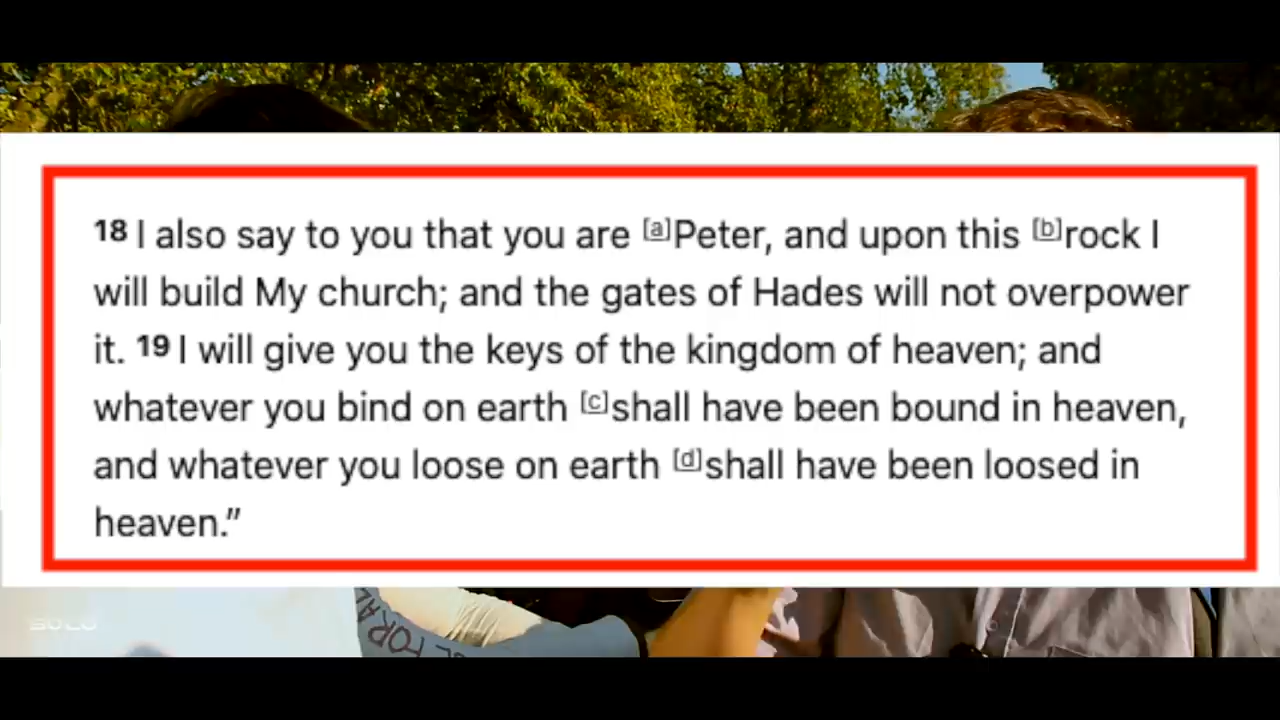 18 I also say to you that you are [a]Peter, and upon this [b]rock I
will build My church; and the gates of Hades will not overpower
it. 19 I will give you the keys of the kingdom of heaven; and
whatever you bind on earth [c]shall have been bound in heaven,
and whatever you loose on earth [d]shall have been loosed in
heaven.”
SOLO
FOR AL